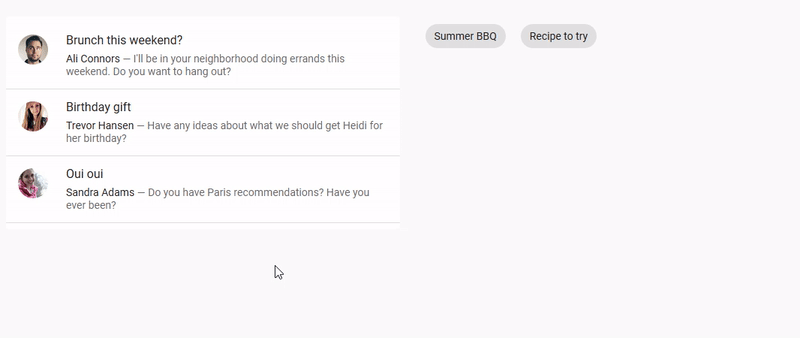 Brunch this weekend?
Ali Connors — I'll be in your neighborhood doing errands this
weekend. Do you want to hang out?
Birthday gift
Trevor Hansen — Have any ideas about what we should get Heidi for
her birthday?
Oui oui
Sandra Adams — Do you have Paris recommendations? Have you
ever been?
Summer BBQ
Recipe to try